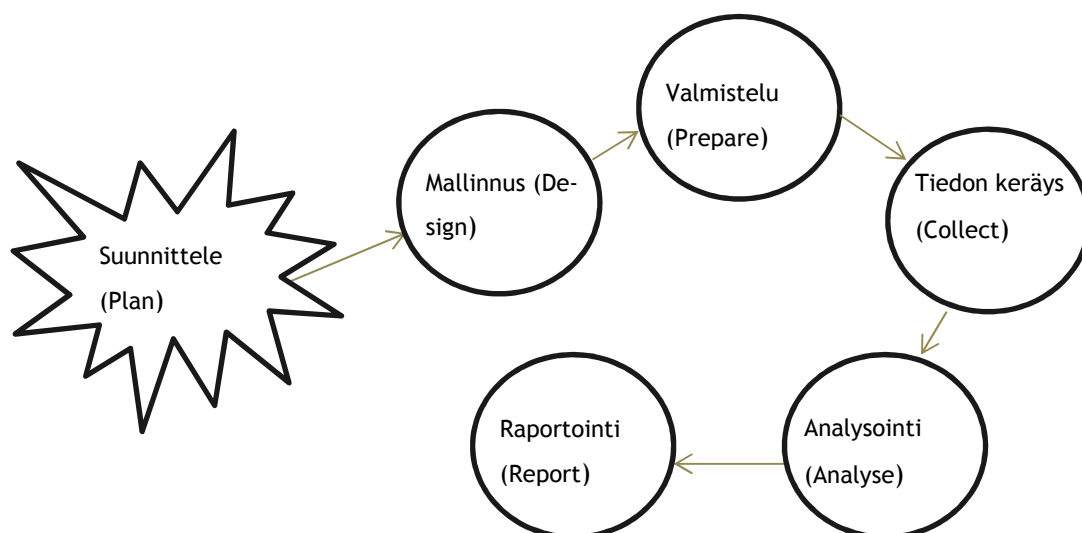 Suunnittele
(Plan)
Mallinnus (De-
sign)
Valmistelu
(Prepare)
Tiedon keräys
(Collect)
Analysointi
(Analyse)
Raportointi
(Report)